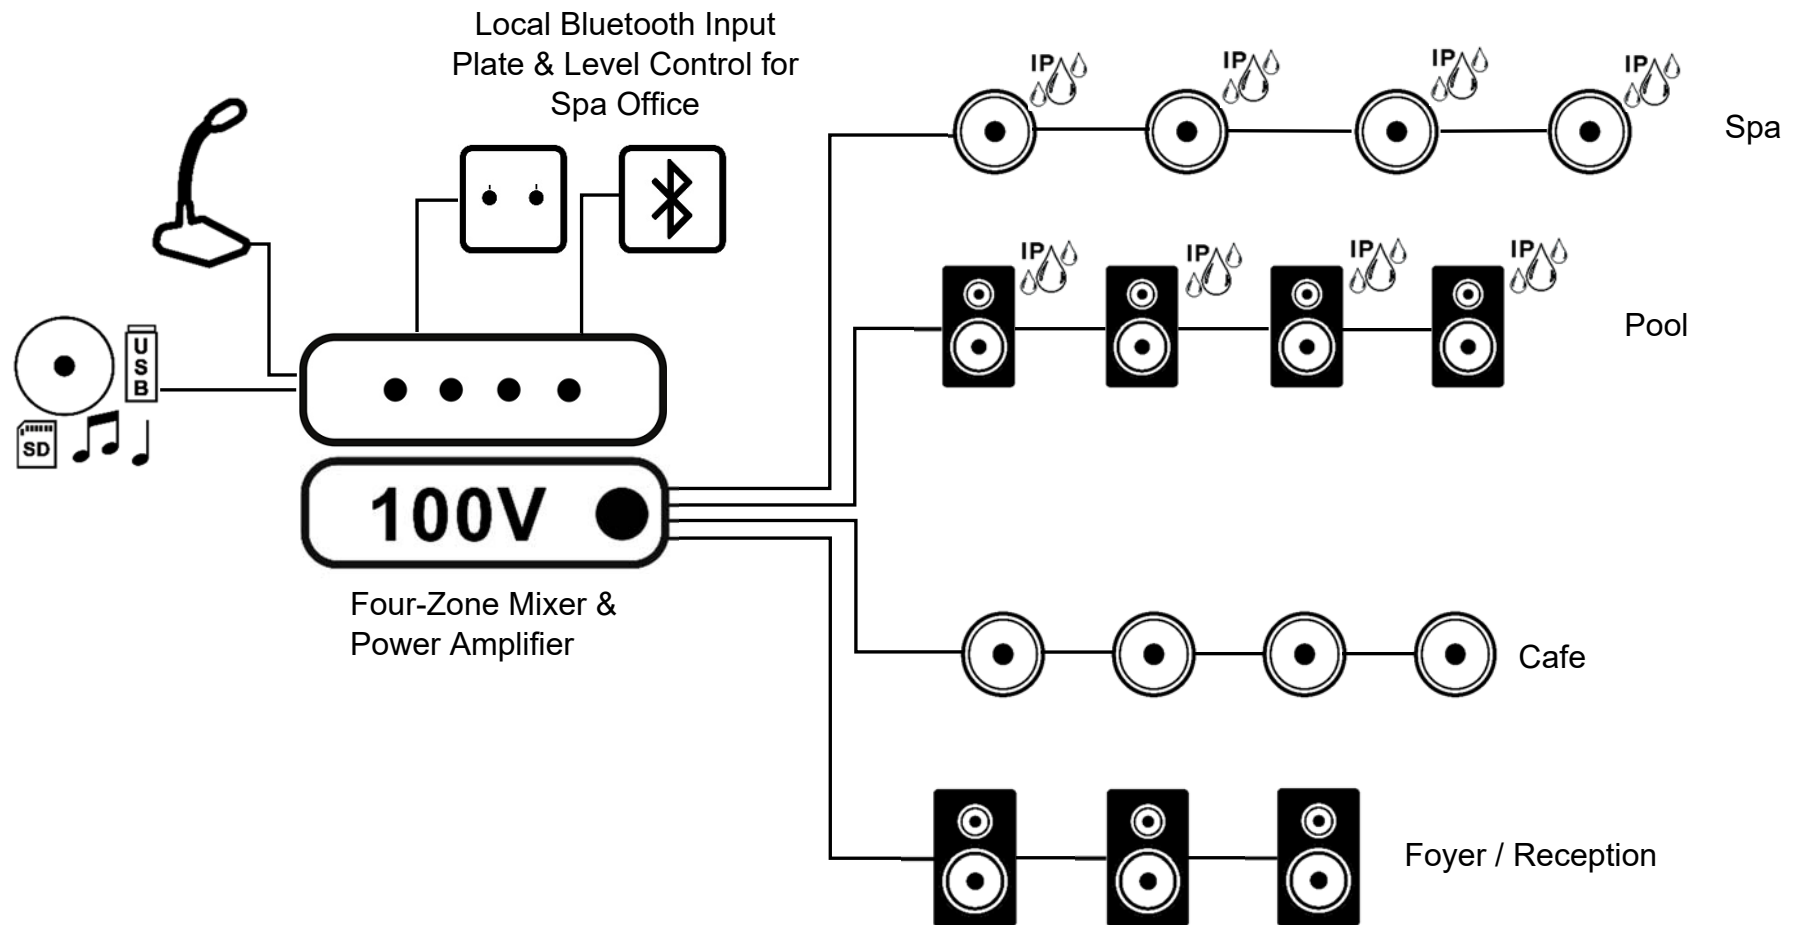 Local Bluetooth Input
Plate & Level Control for
Spa Office
IP
IP
IP
IP
Spa
IP
IP
IP
IP
Pool
USB
SD
100V
Four-Zone Mixer &
Power Amplifier
Cafe
Foyer / Reception